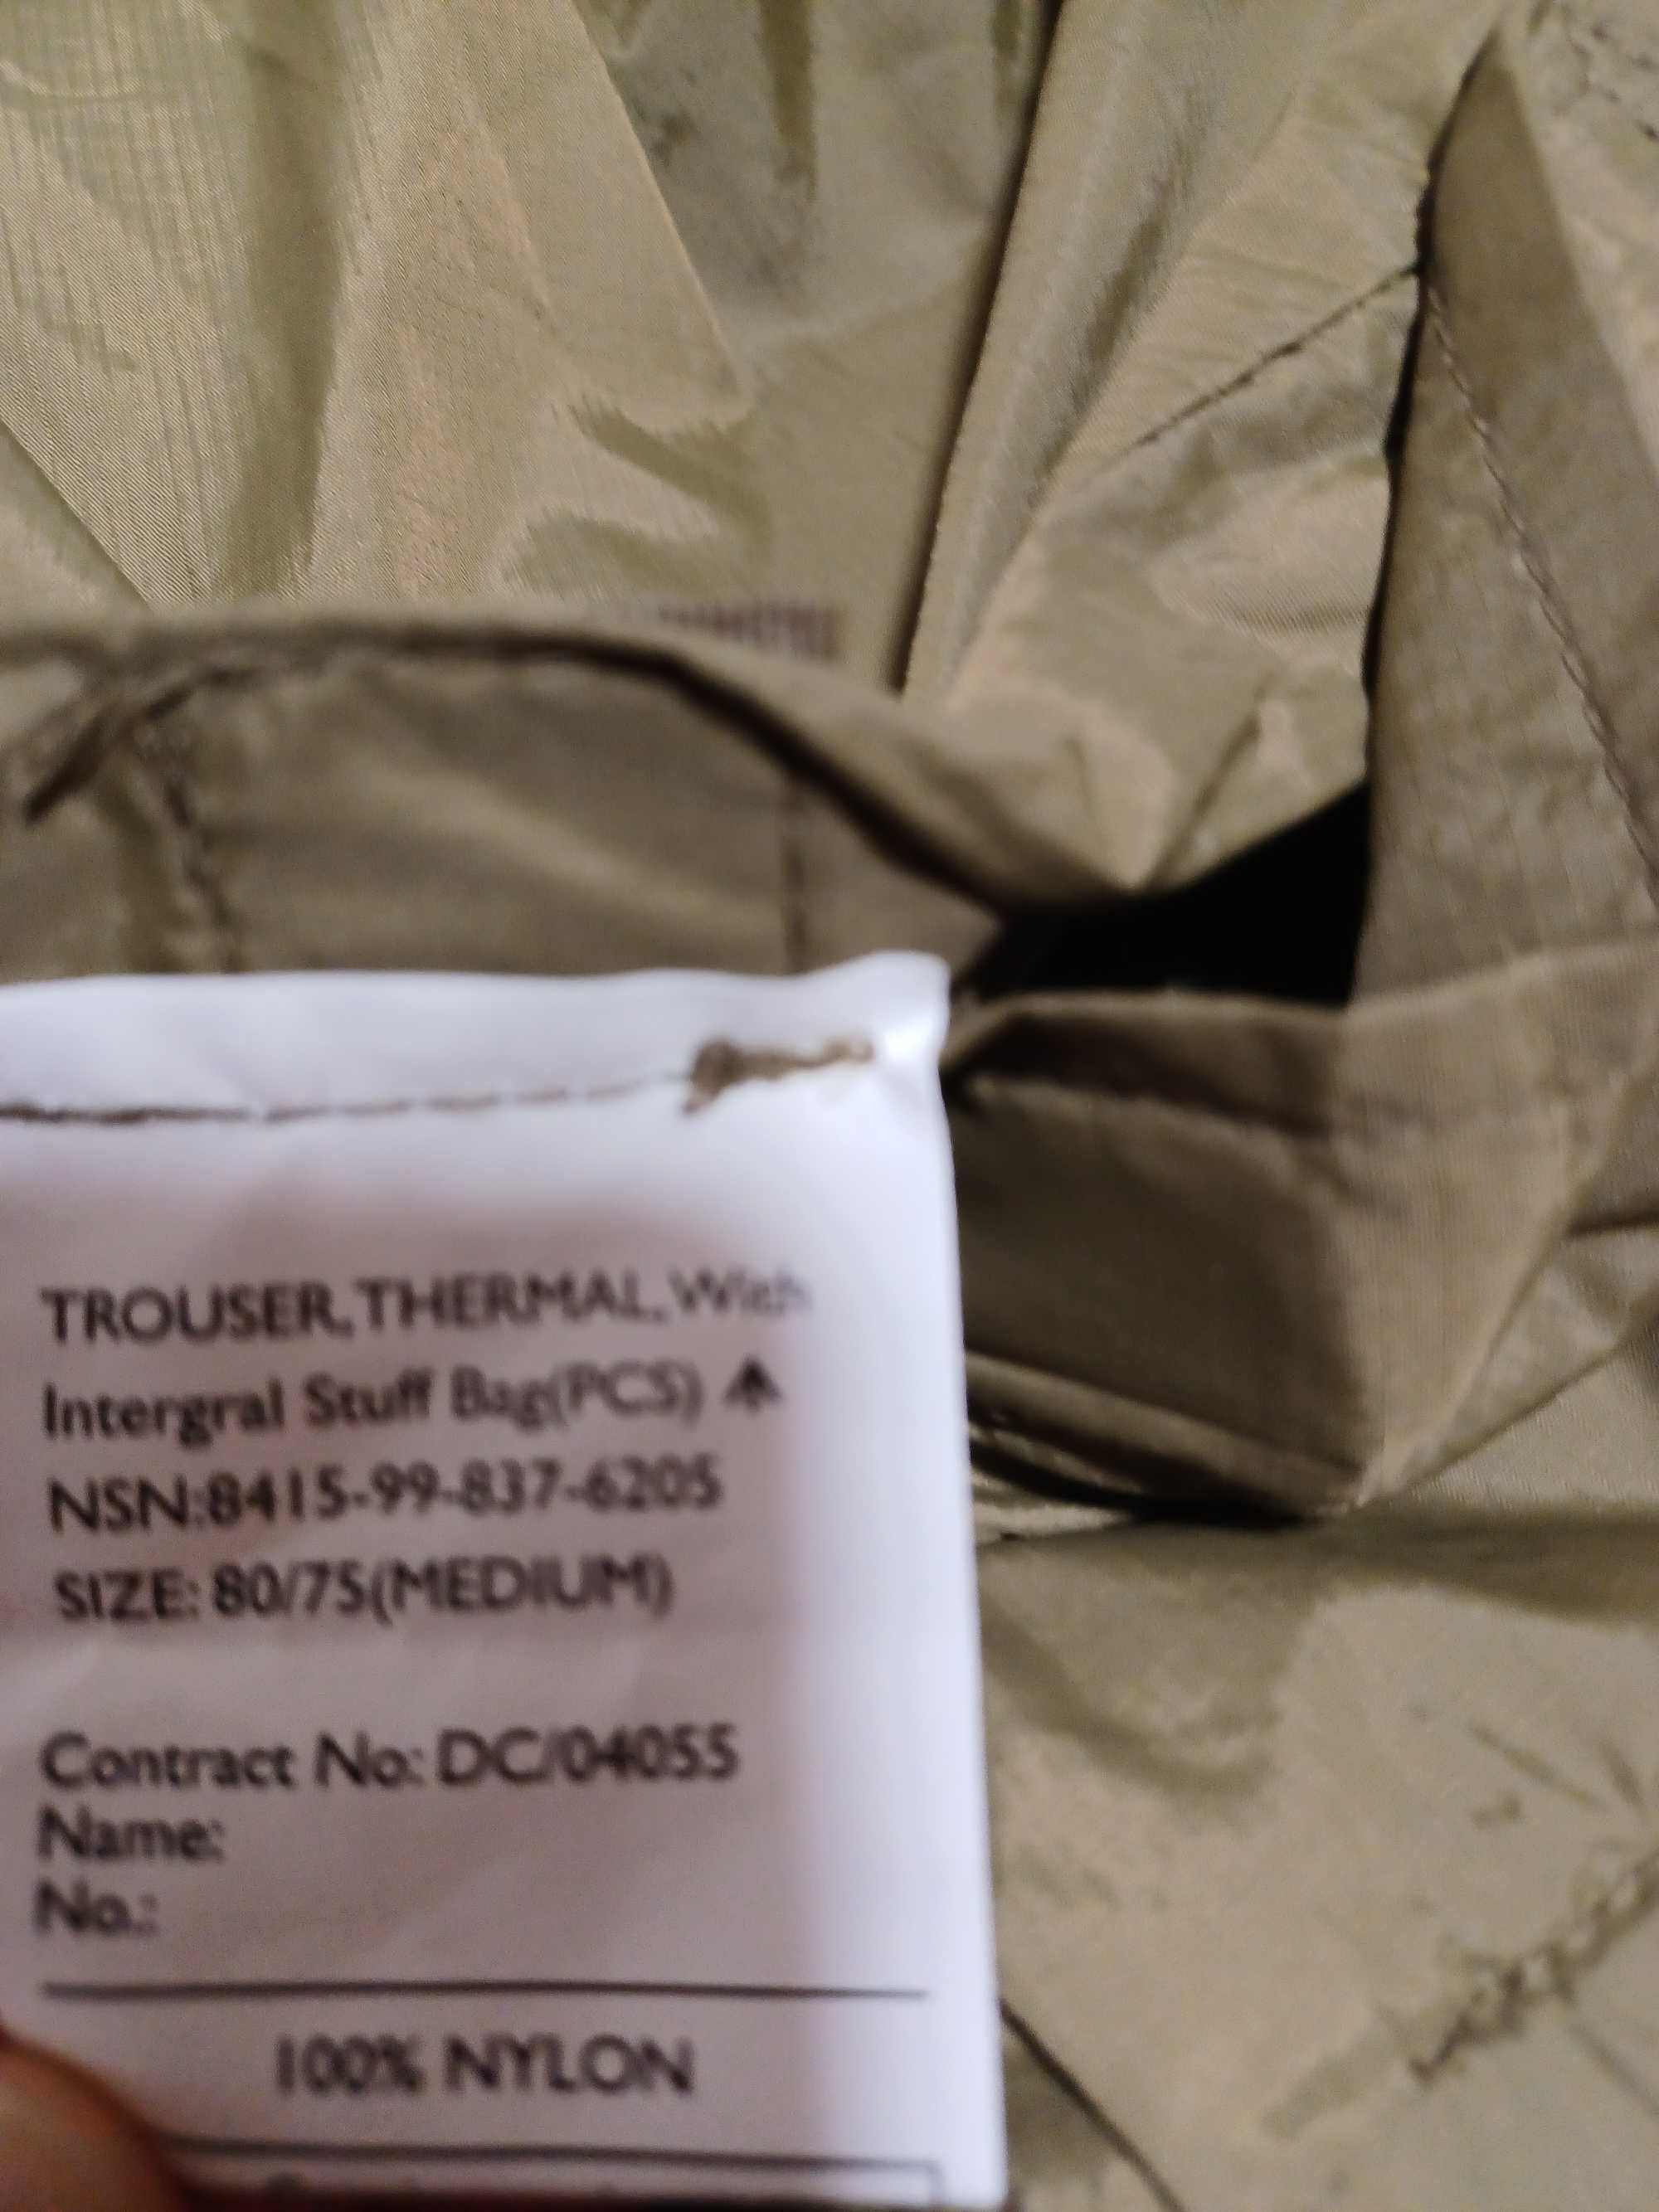 TROUSER, THERMAL, With
Intergral Stuff Bag(PCS)
NSN:8415-99-837-6205
SIZE: 80/75(MEDIUM)
Contract No: DC/04055
Name:
No.:
100% NYLON